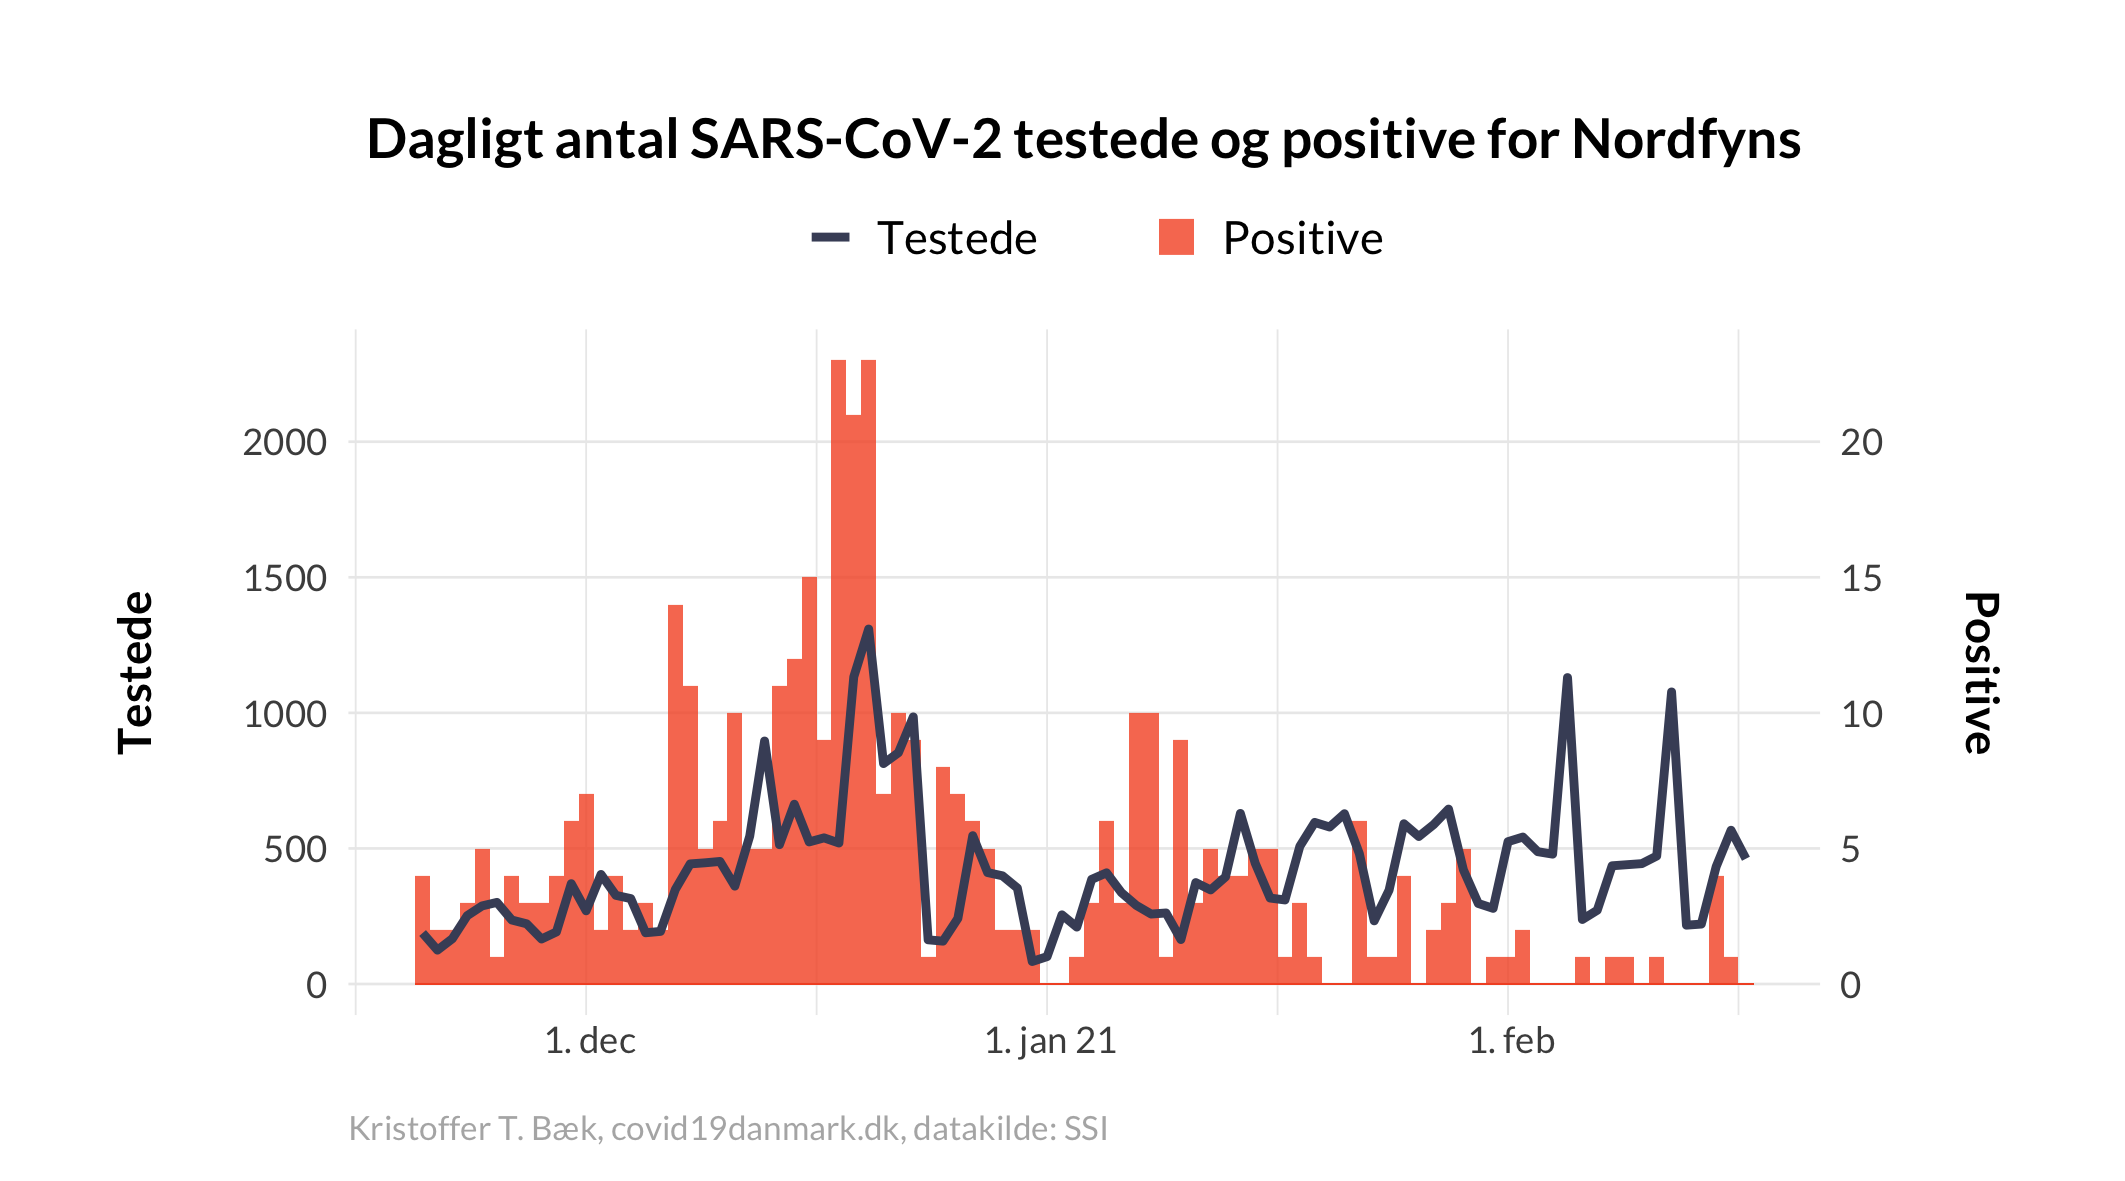 Dagligt antal SARS-CoV-2 testede og positive for Nordfyns
Testede
Positive
2000
1500
1000
500
0
Testede
20
15
10
5
0
Positive
1. dec
1. jan 21
1. feb
Kristoffer T. Bæk, covid19danmark.dk, datakilde: SSI